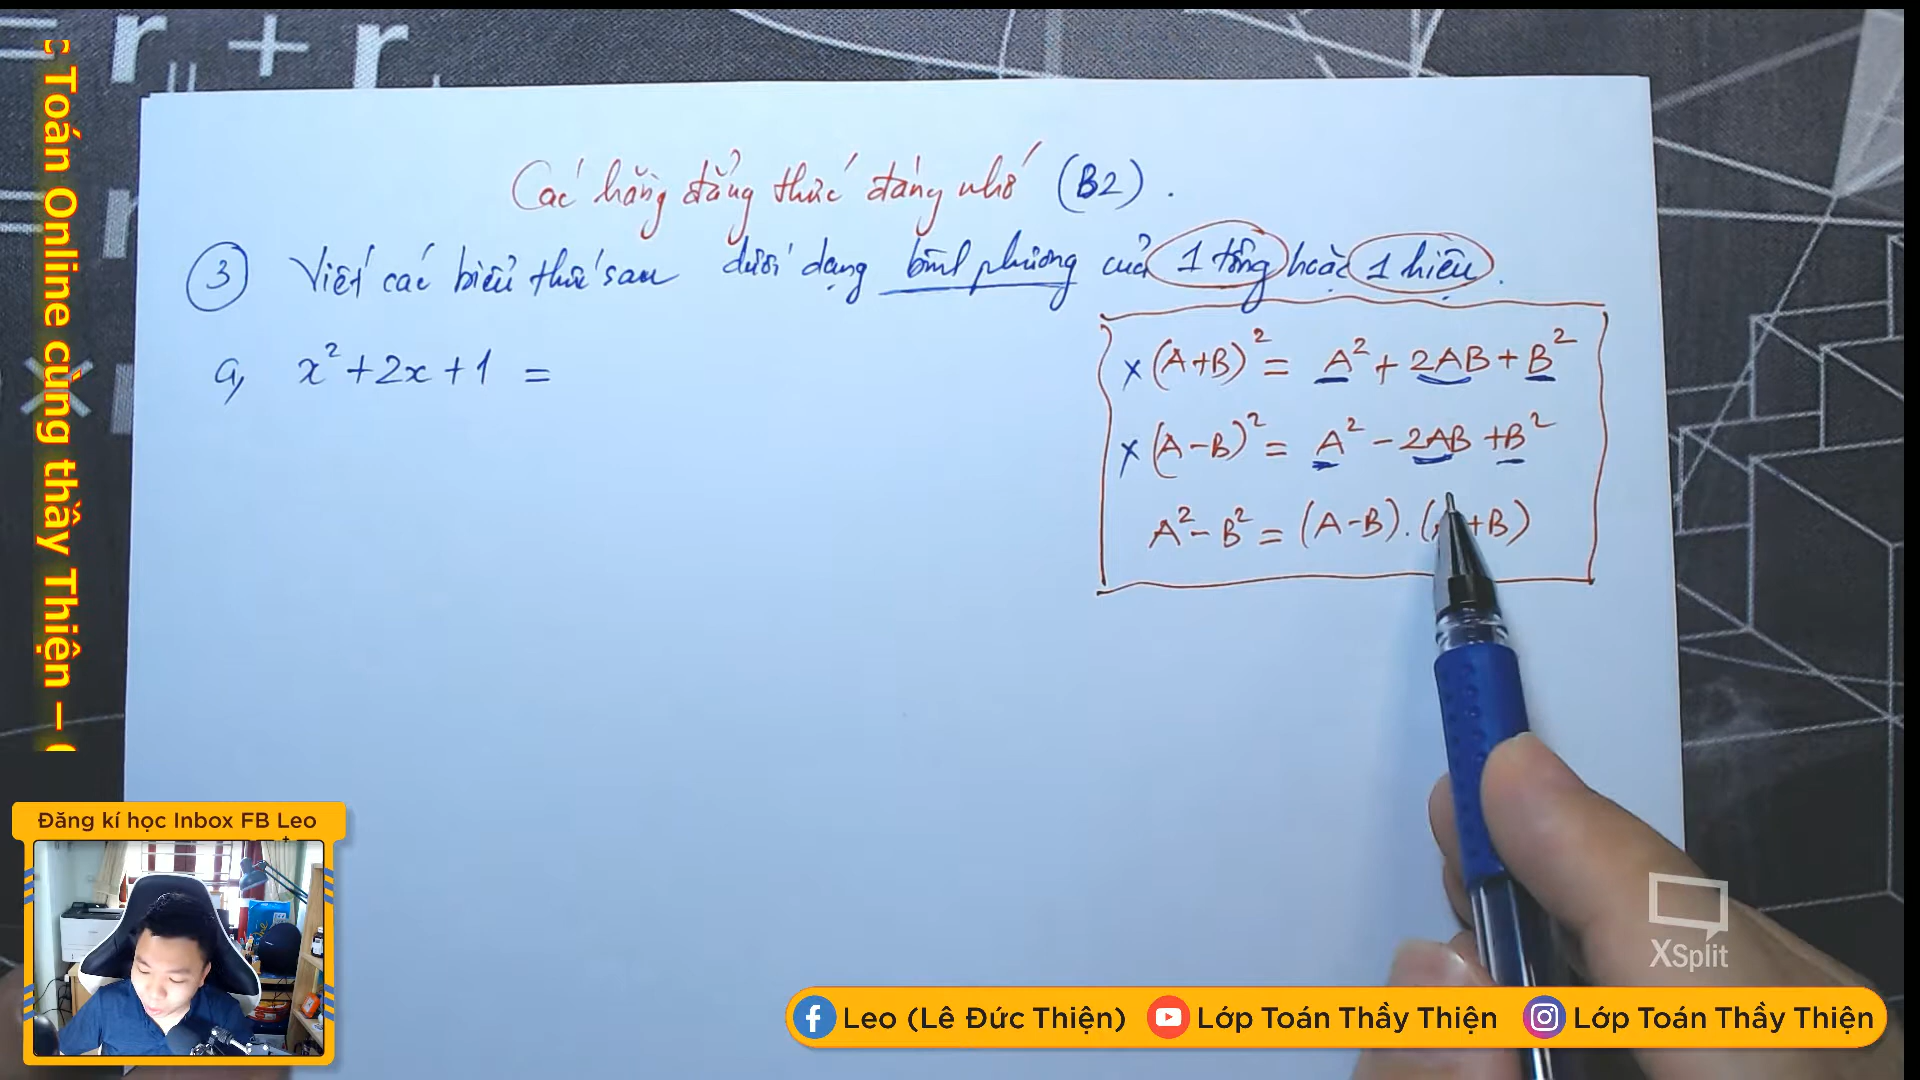 Các hằng đẳng thức đáng nhớ (B2).
③ Viết các biểu thức sau dưới dạng bình phương của 1 tổng hoặc 1 hiệu.
a, x² + 2x + 1 =
× (A+B)² = A² + 2AB + B²
× (A-B)² = A² - 2AB + B²
A² - B² = (A-B).( +B)
Toán Online cùng thầy Thiện –
Đăng kí học Inbox FB Leo
XSplit
Leo (Lê Đức Thiện) Lớp Toán Thầy Thiện Lớp Toán Thầy Thiện
= r + r